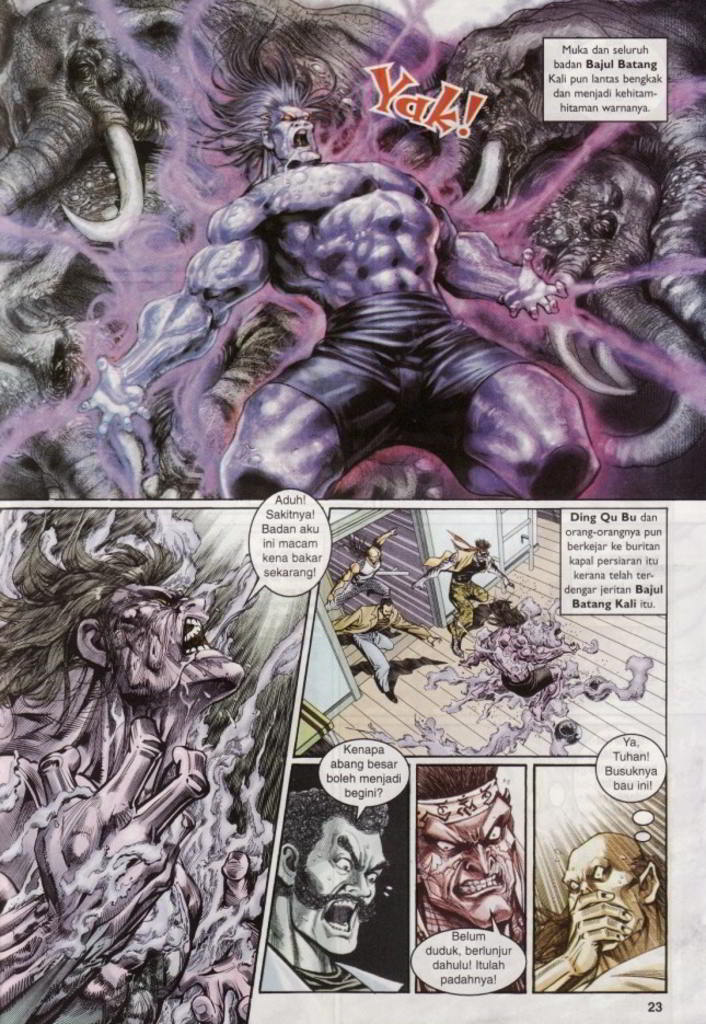 Muka dan seluruh
badan Bajul Batang
Kali pun lantas bengkak
dan menjadi kehitam-
hitaman warnanya.
Yak!
Aduh!
Sakitnya!
Badan aku
ini macam
kena bakar
sekarang!
Ding Qu Bu dan
orang-orangnya pun
berkejar ke buritan
kapal persiaran itu
kerana telah ter-
dengar jeritan Bajul
Batang Kali itu.
Kenapa
abang besar
boleh menjadi
begini?
Belum
duduk, berlunjur
dahulu! Itulah
padahnya!
Ya,
Tuhan!
Busuknya
bau ini!
23